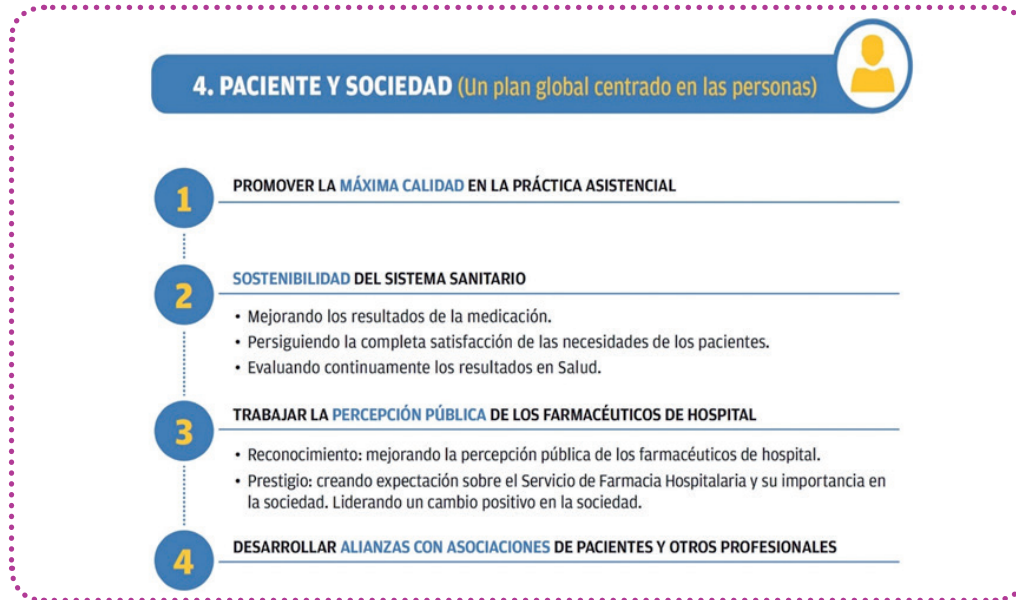 4. PACIENTE Y SOCIEDAD (Un plan global centrado en las personas)
1
PROMOVER LA MÁXIMA CALIDAD EN LA PRÁCTICA ASISTENCIAL
2
SOSTENIBILIDAD DEL SISTEMA SANITARIO
• Mejorando los resultados de la medicación.
• Persiguiendo la completa satisfacción de las necesidades de los pacientes.
• Evaluando continuamente los resultados en Salud.
3
TRABAJAR LA PERCEPCIÓN PÚBLICA DE LOS FARMACÉUTICOS DE HOSPITAL
• Reconocimiento: mejorando la percepción pública de los farmacéuticos de hospital.
• Prestigio: creando expectación sobre el Servicio de Farmacia Hospitalaria y su importancia en
la sociedad. Liderando un cambio positivo en la sociedad.
4
DESARROLLAR ALIANZAS CON ASOCIACIONES DE PACIENTES Y OTROS PROFESIONALES